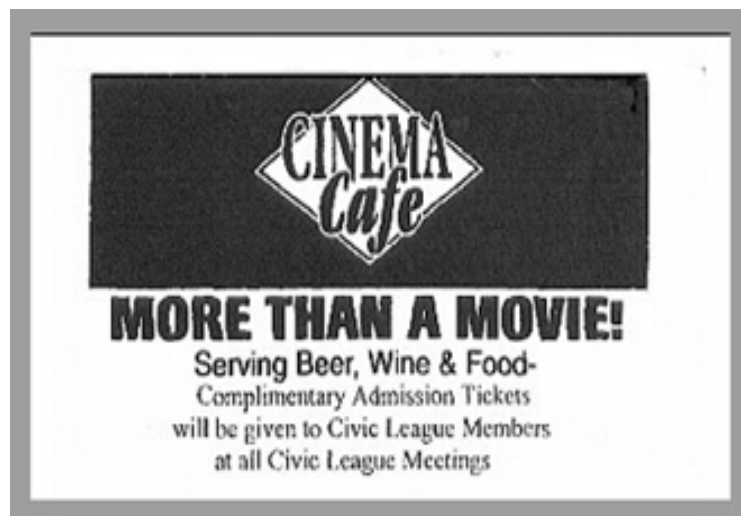 CINEMA
Cafe
MORE THAN A MOVIE!
Serving Beer, Wine & Food-
Complimentary Admission Tickets
will be given to Civic League Members
at all Civic League Meetings